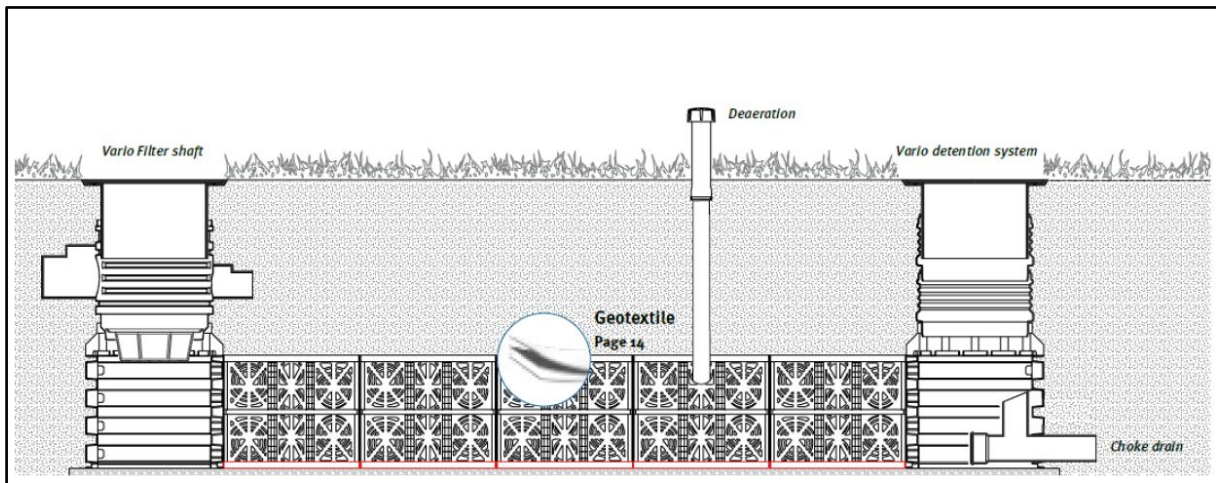 Deaeration
Vario Filter shaft
Vario detention system
Geotextile
Page 14
Choke drain